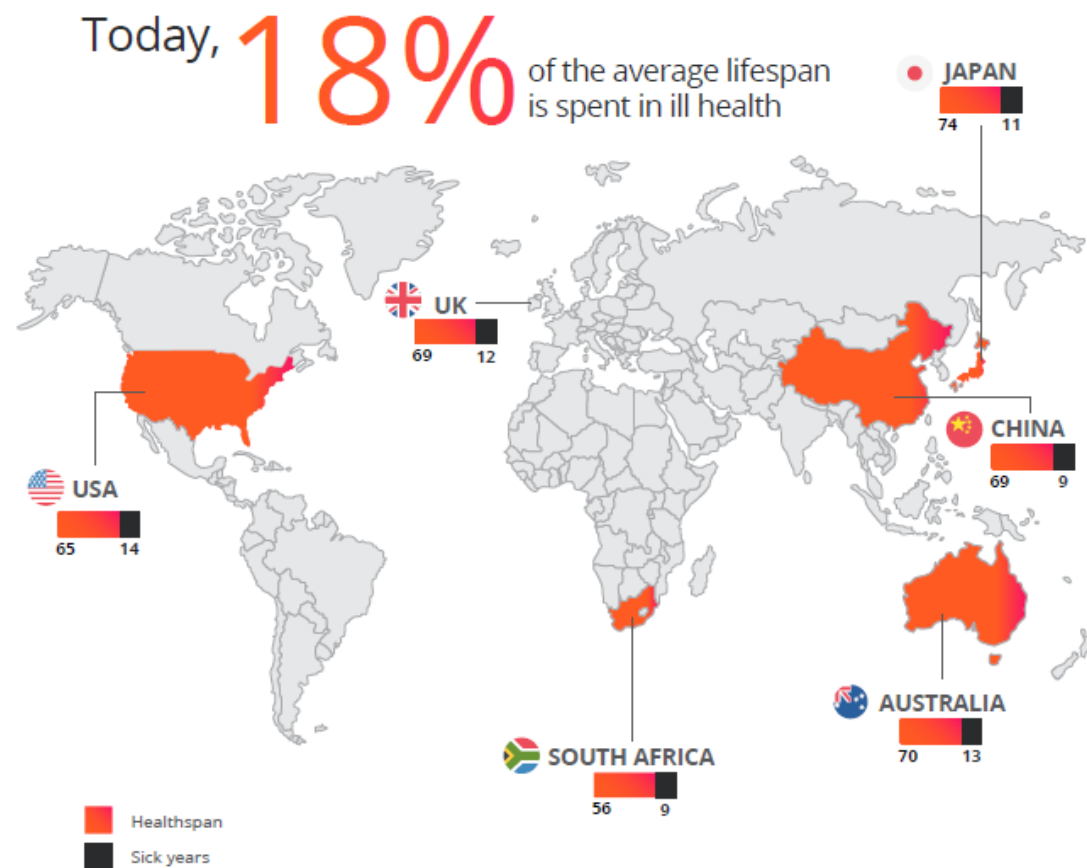 Today, 18% of the average lifespan
is spent in ill health
JAPAN
74 11
UK
69 12
USA
65 14
CHINA
69 9
AUSTRALIA
70 13
SOUTH AFRICA
56 9
Healthspan
Sick years